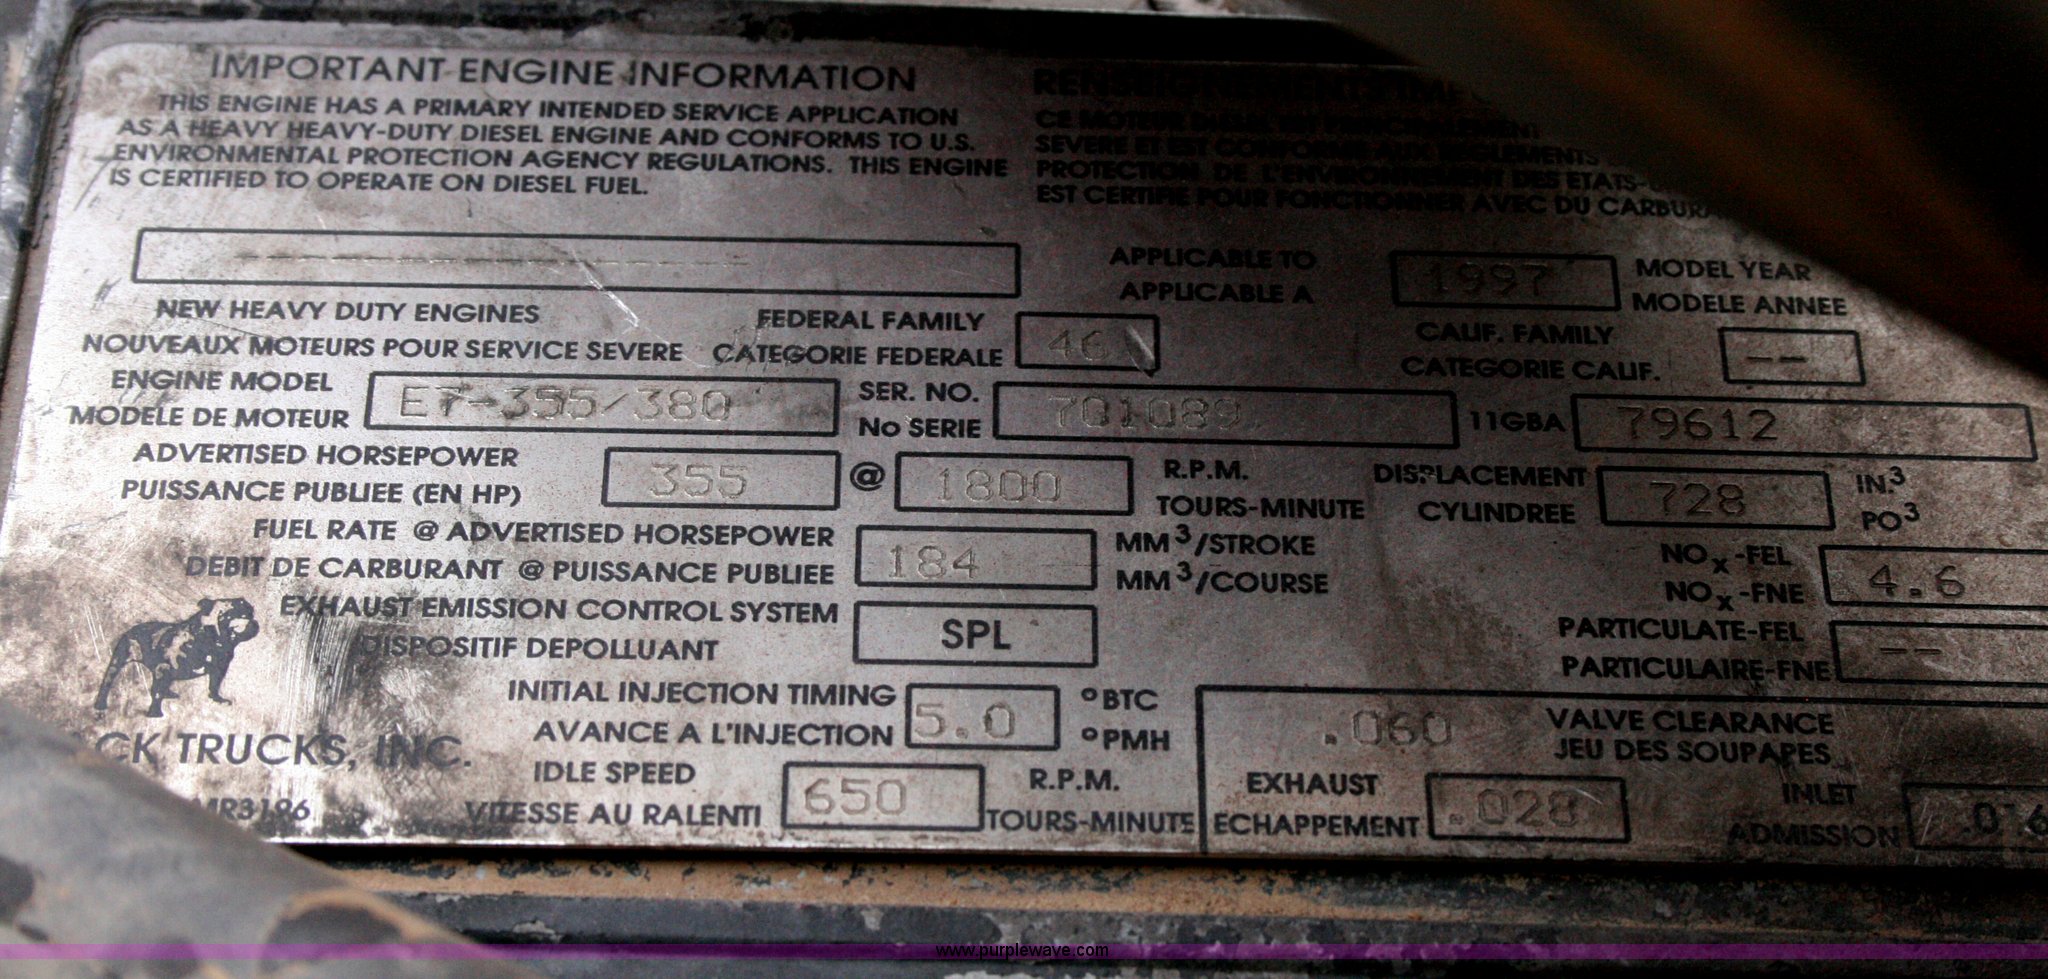 IMPORTANT ENGINE INFORMATION
THIS ENGINE HAS A PRIMARY INTENDED SERVICE APPLICATION
AS A HEAVY HEAVY-DUTY DIESEL ENGINE AND CONFORMS TO U.S.
ENVIRONMENTAL PROTECTION AGENCY REGULATIONS. THIS ENGINE
IS CERTIFIED TO OPERATE ON DIESEL FUEL.
RENSEIGNEMENTS
CE MOTEUR
SEVERE ET EST CONFORME AUX REGLEMENTS
PROTECTION DE L'ENVIRONNEMENT DES ETATS-
EST CERTIFIE POUR FONCTIONNER AVEC DU
----------------
APPLICABLE TO
APPLICABLE A
1997
MODEL YEAR
MODELE ANNEE
NEW HEAVY DUTY ENGINES
NOUVEAUX MOTEURS POUR SERVICE SEVERE
FEDERAL FAMILY
CATEGORIE FEDERALE
46
CALIF. FAMILY
CATEGORIE CALIF.
--
ENGINE MODEL
MODELE DE MOTEUR
E7-355/380
SER. NO.
No SERIE
701089
11GBA
79612
ADVERTISED HORSEPOWER
PUISSANCE PUBLIEE (EN HP)
355
@
1800
R.P.M.
TOURS-MINUTE
DISPLACEMENT
CYLINDREE
728
IN.³
PO³
FUEL RATE @ ADVERTISED HORSEPOWER
DEBIT DE CARBURANT @ PUISSANCE PUBLIEE
184
MM³/STROKE
MM³/COURSE
NOx-FEL
NOx-FNE
4.6
EXHAUST EMISSION CONTROL SYSTEM
DISPOSITIF DEPOLLUANT
SPL
PARTICULATE-FEL
PARTICULAIRE-FNE
--
INITIAL INJECTION TIMING
AVANCE A L'INJECTION
5.0
°BTC
°PMH
.060
VALVE CLEARANCE
JEU DES SOUPAPES
CK TRUCKS, INC.
MR3196
IDLE SPEED
VITESSE AU RALENTI
650
R.P.M.
TOURS-MINUTE
EXHAUST
ECHAPPEMENT
.028
INLET
ADMISSION
.016
www.purplewave.com